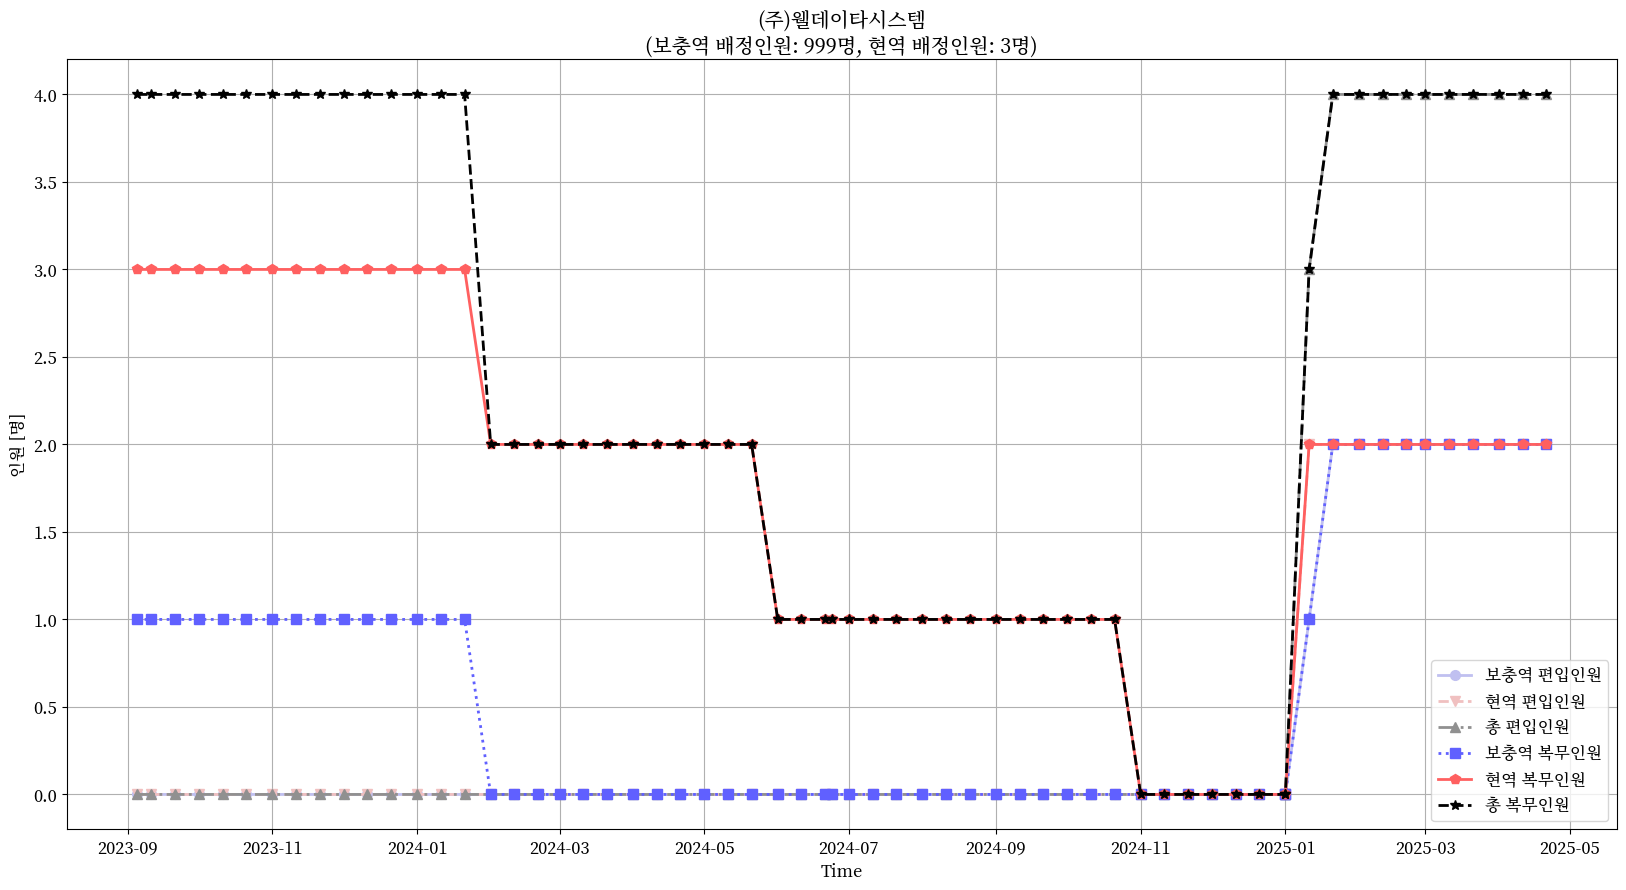 (주)웰데이타시스템
(보충역 배정인원: 999명, 현역 배정인원: 3명)
인원 [명]
4.0
3.5
3.0
2.5
2.0
1.5
1.0
0.5
0.0
보충역 편입인원
현역 편입인원
총 편입인원
보충역 복무인원
현역 복무인원
총 복무인원
2023-09
2023-11
2024-01
2024-03
2024-05
2024-07
2024-09
2024-11
2025-01
2025-03
2025-05
Time